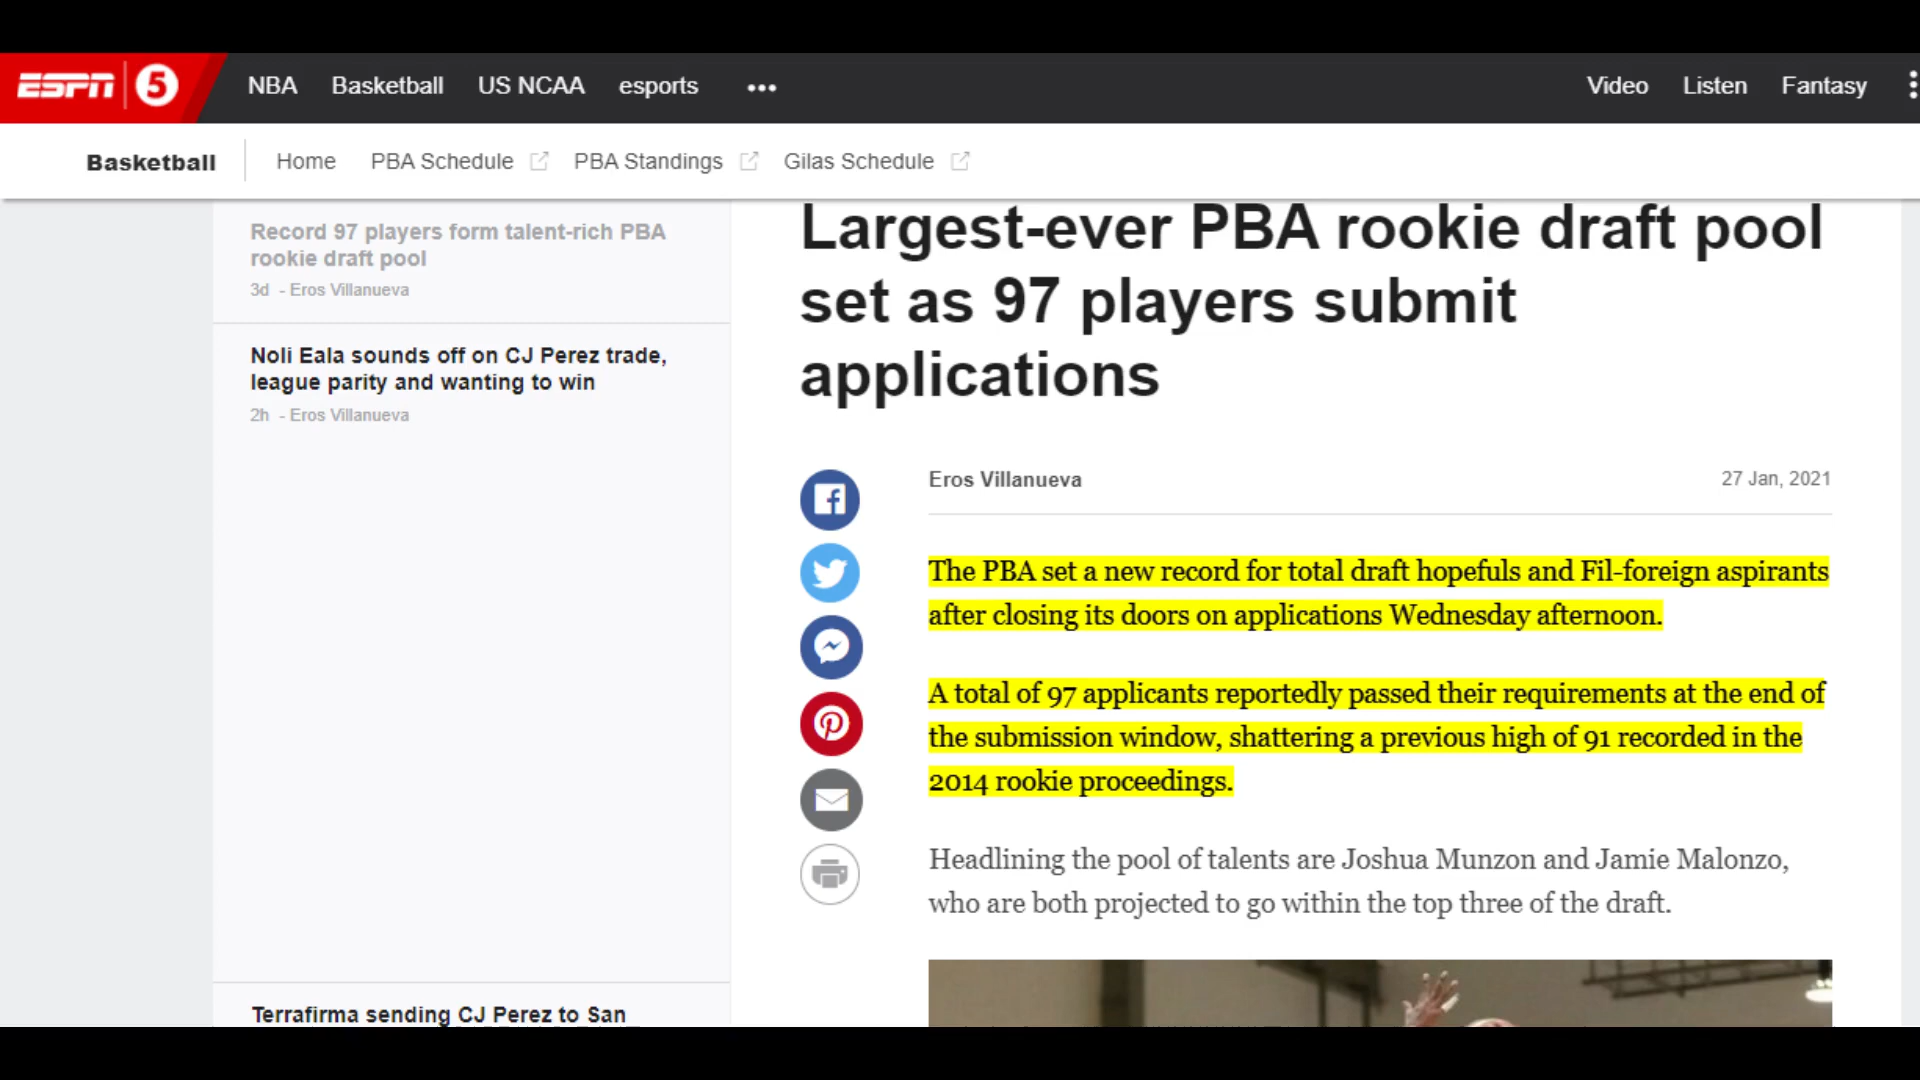 ESPN 5 NBA Basketball US NCAA esports Video Listen Fantasy
Basketball Home PBA Schedule PBA Standings Gilas Schedule
Record 97 players form talent-rich PBA
rookie draft pool
3d - Eros Villanueva
Noli Eala sounds off on CJ Perez trade,
league parity and wanting to win
2h - Eros Villanueva
Terrafirma sending CJ Perez to San
Largest-ever PBA rookie draft pool
set as 97 players submit
applications
Eros Villanueva 27 Jan, 2021
The PBA set a new record for total draft hopefuls and Fil-foreign aspirants
after closing its doors on applications Wednesday afternoon.
A total of 97 applicants reportedly passed their requirements at the end of
the submission window, shattering a previous high of 91 recorded in the
2014 rookie proceedings.
Headlining the pool of talents are Joshua Munzon and Jamie Malonzo,
who are both projected to go within the top three of the draft.